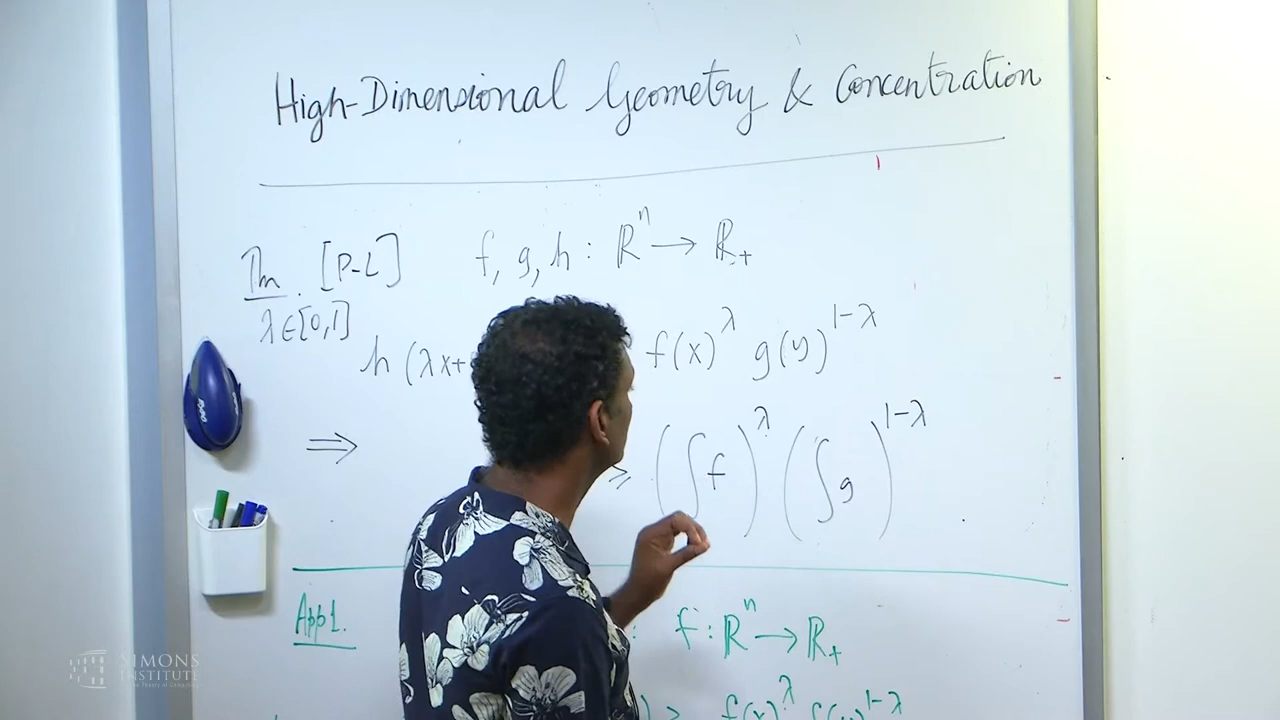 High-Dimensional Geometry & Concentration
Thm. [P-L] f, g, h : ℝⁿ → ℝ₊
λ∈[0,1]
h (λx+ f(x)^λ g(y)^{1-λ}
⇒ ≥ (∫f)^λ (∫g)^{1-λ}
App1. : f : ℝⁿ → ℝ₊
) ≥ f(x)^λ f(y)^{1-λ}
SIMONS
INSTITUTE